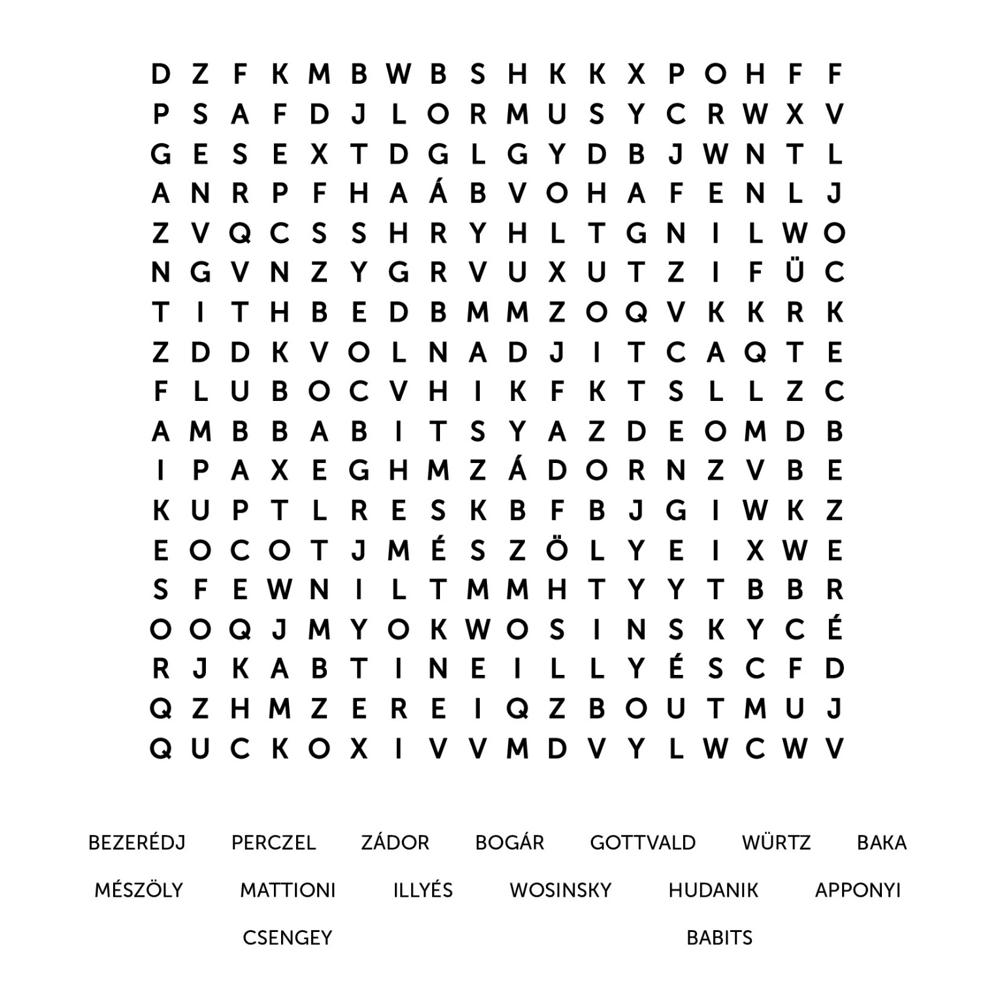 D Z F K M B W B S H K K X P O H F F
P S A F D J L O R M U S Y C R W X V
G E S E X T D G L G Y D B J W N T L
A N R P F H A Á B V O H A F E N L J
Z V Q C S S H R Y H L T G N I L W O
N G V N Z Y G R V U X U T Z I F Ü C
T I T H B E D B M M Z O Q V K K R K
Z D D K V O L N A D J I T C A Q T E
F L U B O C V H I K F K T S L L Z C
A M B B A B I T S Y A Z D E O M D B
I P A X E G H M Z Á D O R N Z V B E
K U P T L R E S K B F B J G I W K Z
E O C O T J M É S Z Ö L Y E I X W E
S F E W N I L T M M H T Y Y T B B R
O O Q J M Y O K W O S I N S K Y C É
R J K A B T I N E I L L Y É S C F D
Q Z H M Z E R E I Q Z B O U T M U J
Q U C K O X I V V M D V Y L W C W V
BEZERÉDJ PERCZEL ZÁDOR BOGÁR GOTTVALD WÜRTZ BAKA
MÉSZÖLY MATTIONI ILLYÉS WOSINSKY HUDANIK APPONYI
CSENGEY BABITS